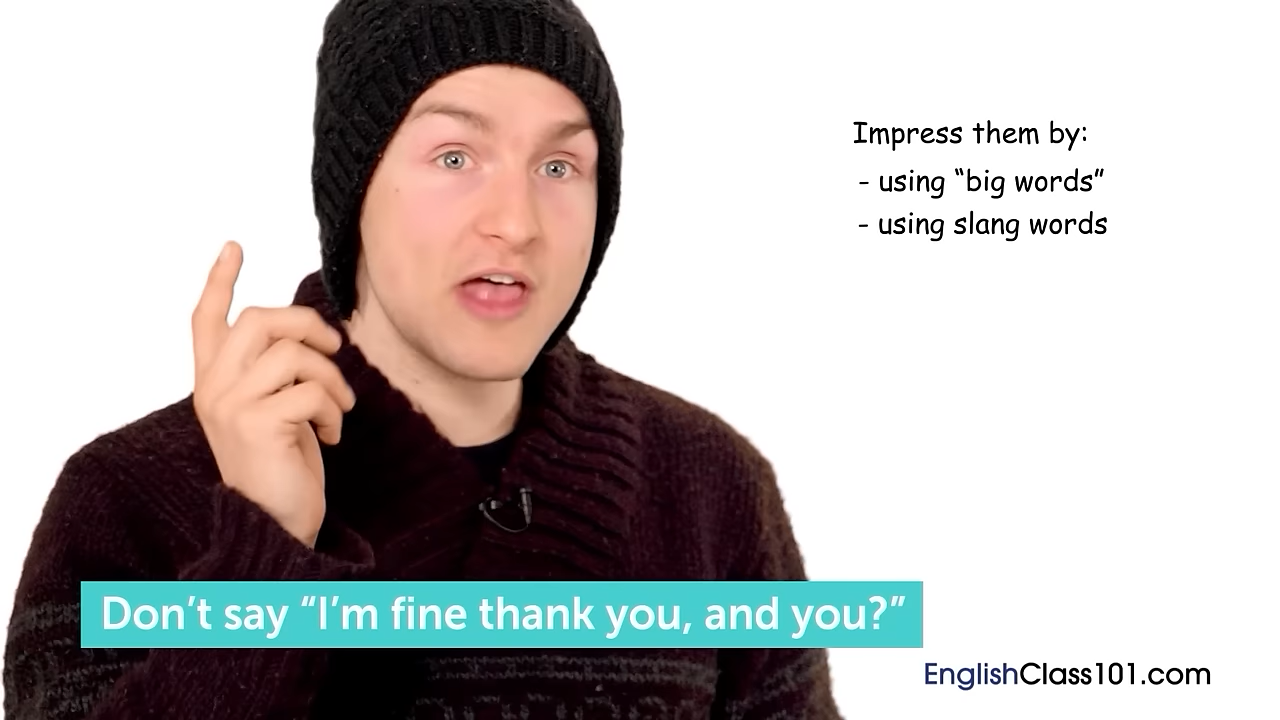 Impress them by:
- using “big words”
- using slang words
Don’t say “I’m fine thank you, and you?”
EnglishClass101.com